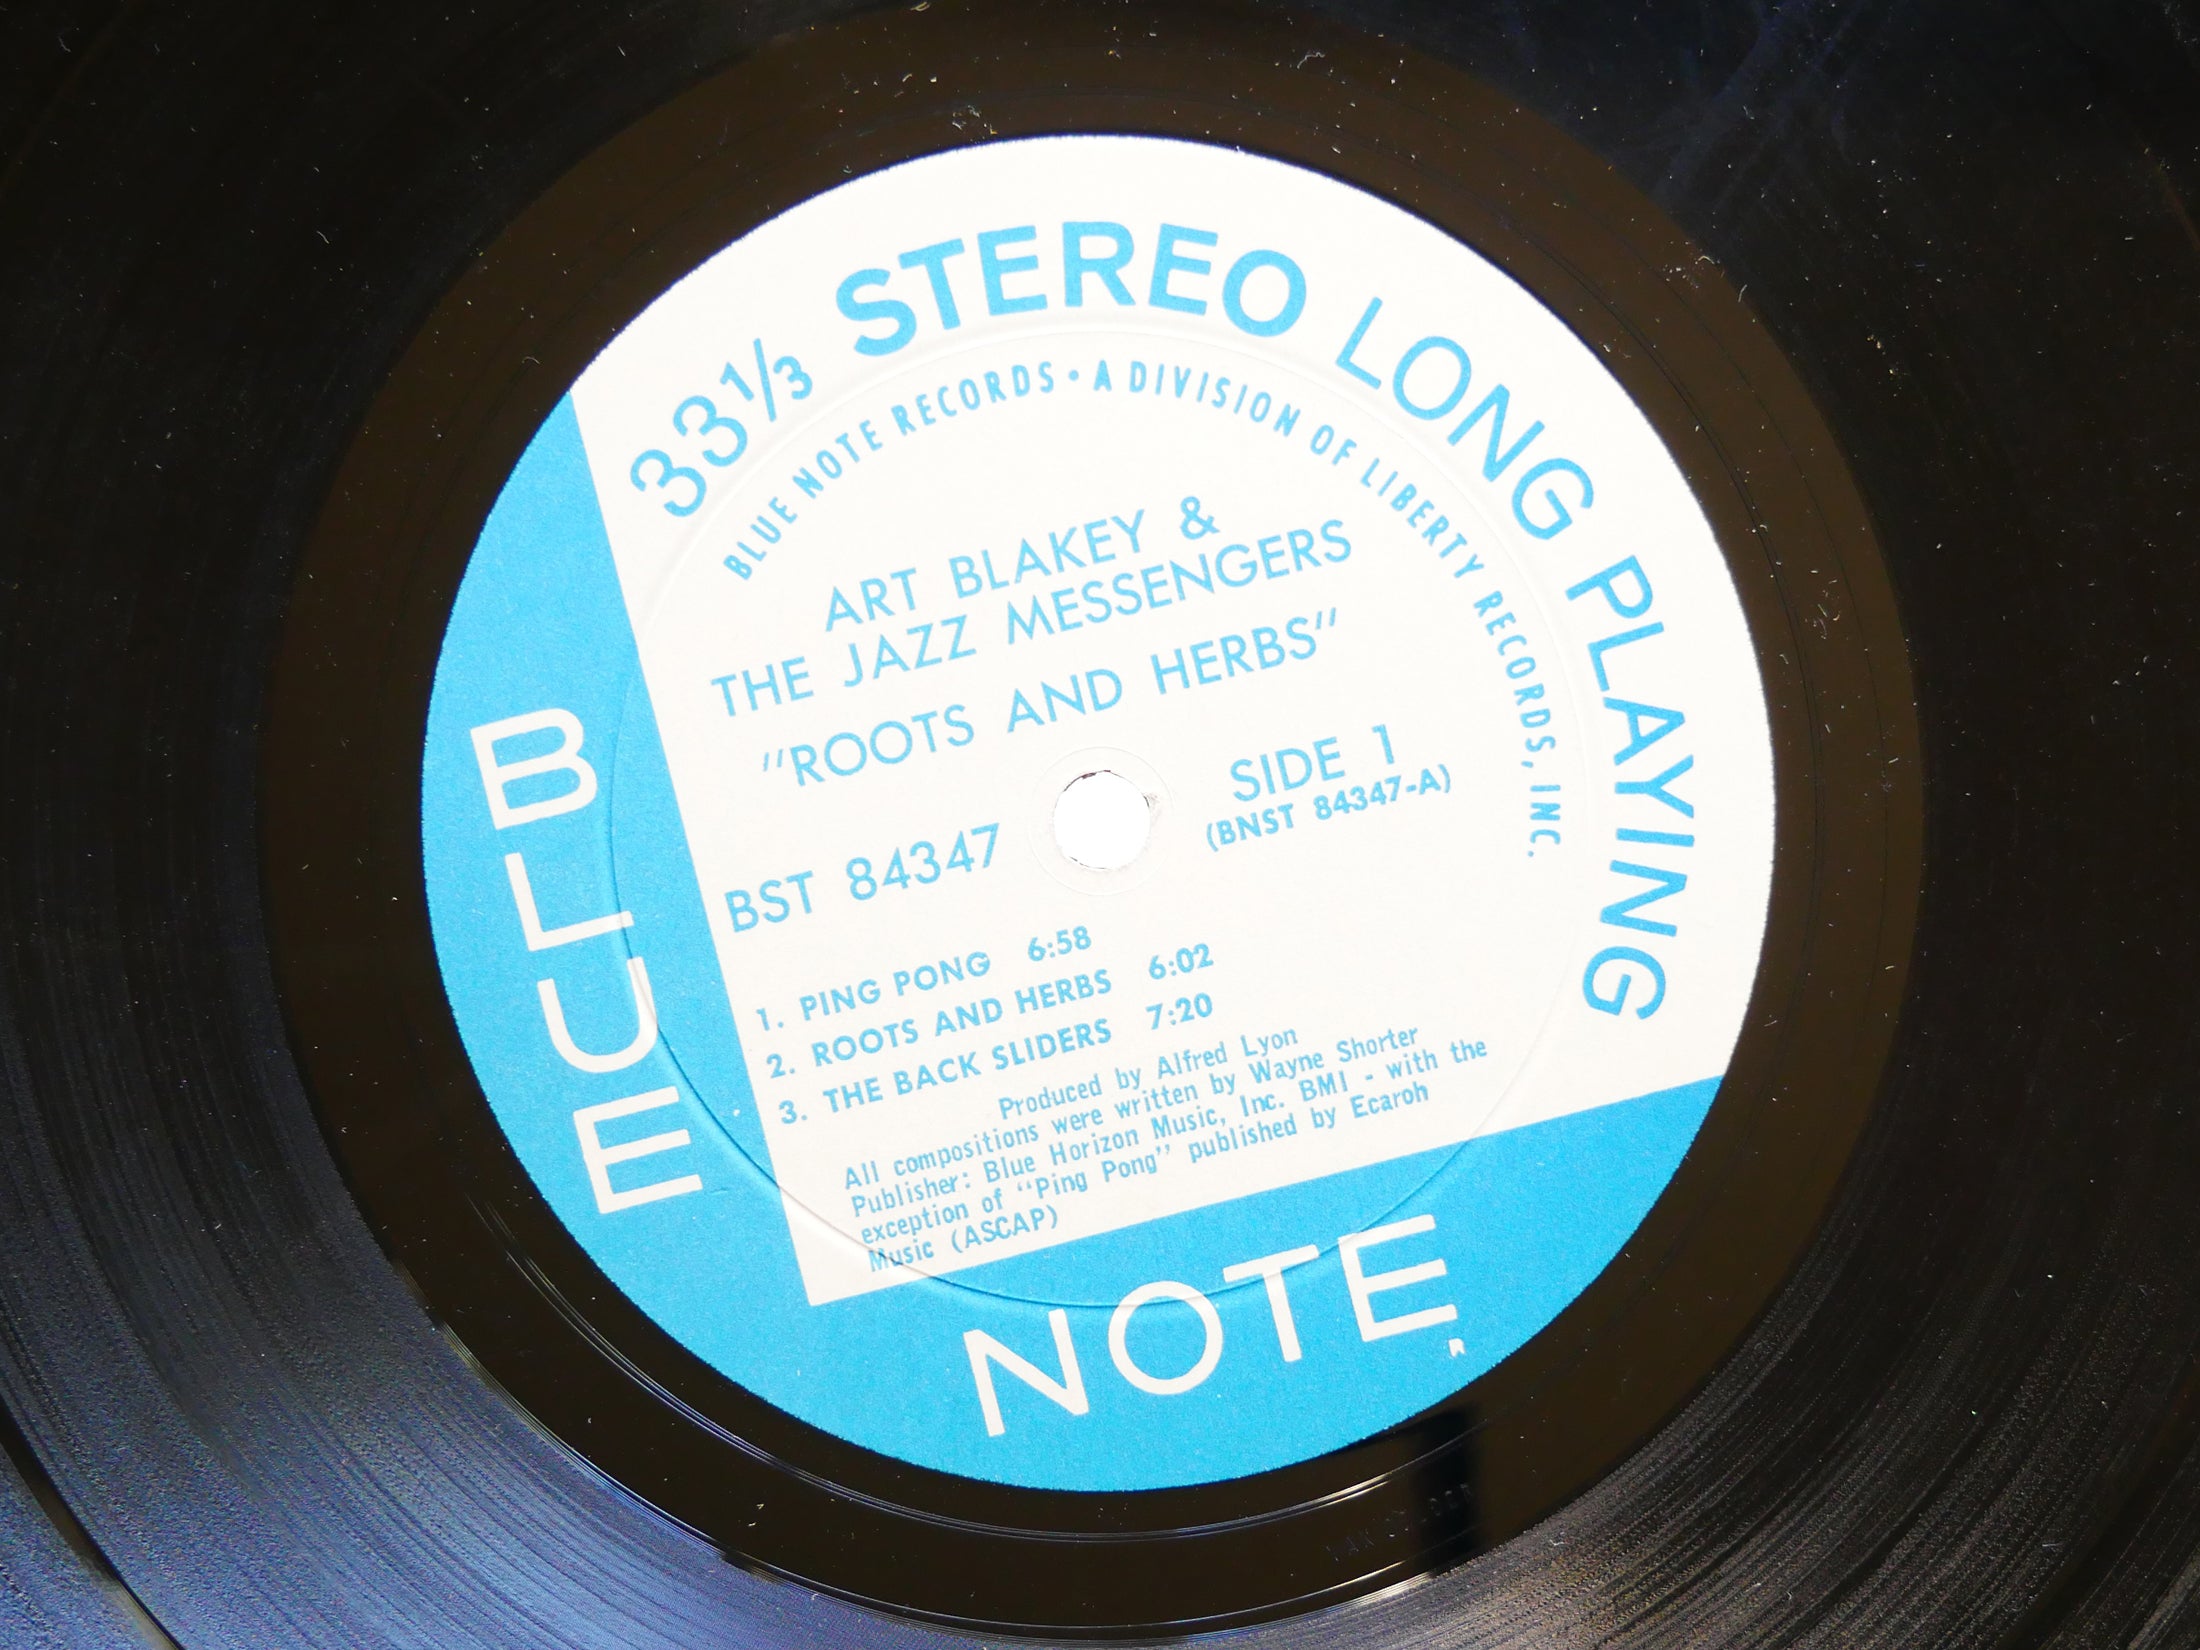 33 1/3 STEREO LONG PLAYING
BLUE NOTE RECORDS • A DIVISION OF LIBERTY RECORDS, INC.
ART BLAKEY &
THE JAZZ MESSENGERS
"ROOTS AND HERBS"
SIDE 1
(BNST 84347-A)
BST 84347
1. PING PONG 6:58
2. ROOTS AND HERBS 6:02
3. THE BACK SLIDERS 7:20
Produced by Alfred Lyon
All compositions were written by Wayne Shorter
Publisher: Blue Horizon Music, Inc. BMI - with the
exception of "Ping Pong" published by Ecaroh
Music (ASCAP)
BLUE
NOTE